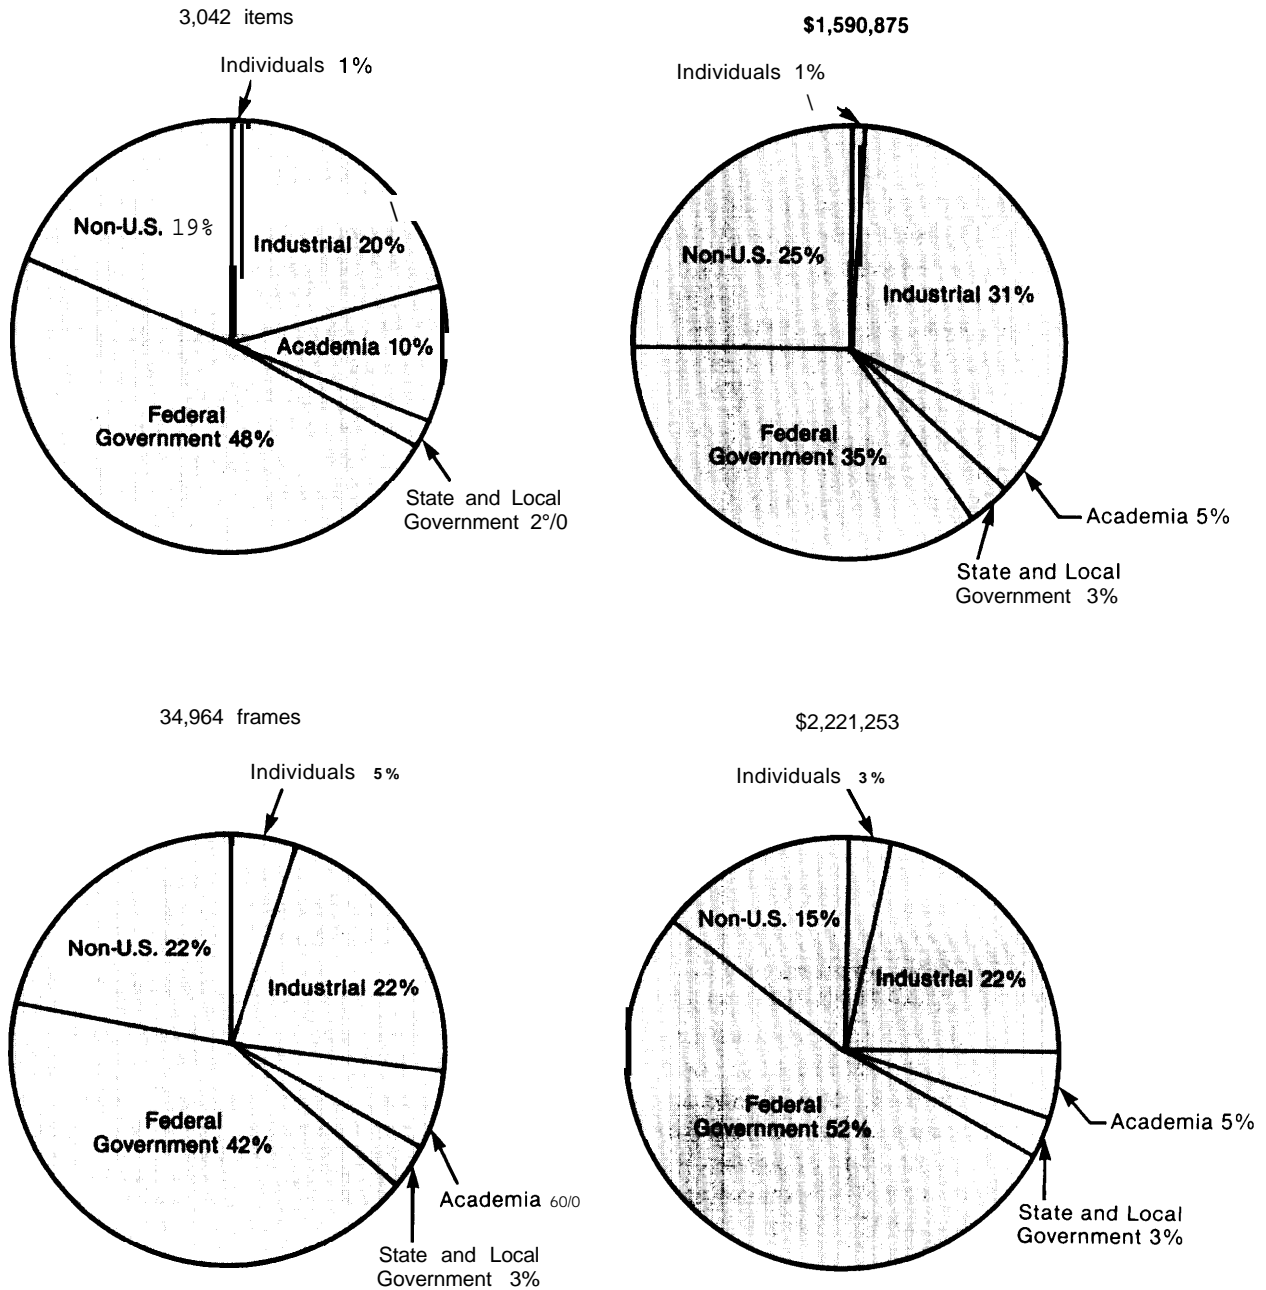 3,042 items
Individuals 1%
Non-U.S. 19%
Industrial 20%
Academia 10%
Federal
Government 48%
State and Local
Government 2°/0
$1,590,875
Individuals 1%
Non-U.S. 25%
Industrial 31%
Federal
Government 35%
Academia 5%
State and Local
Government 3%
34,964 frames
Individuals 5%
Non-U.S. 22%
Industrial 22%
Federal
Government 42%
Academia 60/0
State and Local
Government 3%
$2,221,253
Individuals 3%
Non-U.S. 15%
Industrial 22%
Federal
Government 52%
Academia 5%
State and Local
Government 3%